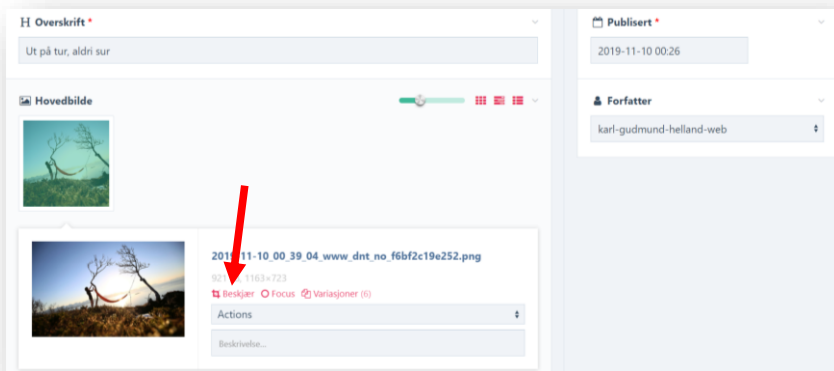 Overskrift *
Ut på tur, aldri sur
Hovedbilde
2019-11-10_00_39_04_www_dnt_no_f6bf2c19e252.png
1163×723
Beskjær Focus Variasjoner (6)
Actions
Beskrivelse...
Publisert *
2019-11-10 00:26
Forfatter
karl-gudmund-helland-web